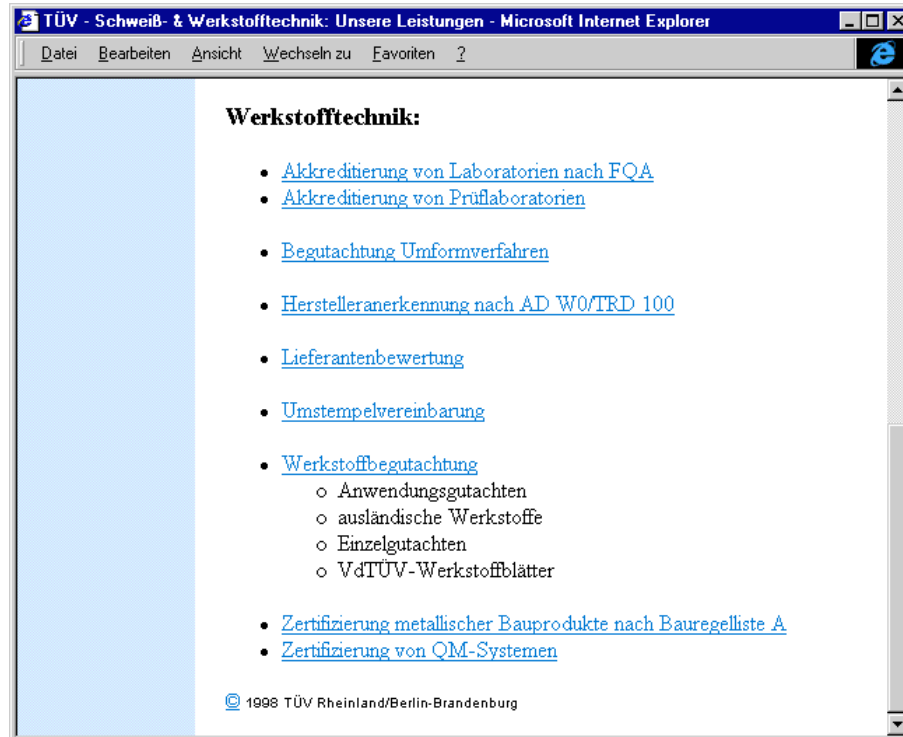 TÜV - Schweiß- & Werkstofftechnik: Unsere Leistungen - Microsoft Internet Explorer
Datei Bearbeiten Ansicht Wechseln zu Favoriten ?
Werkstofftechnik:
Akkreditierung von Laboratorien nach FQA
Akkreditierung von Prüflaboratorien
Begutachtung Umformverfahren
Herstelleranerkennung nach AD W0/TRD 100
Lieferantenbewertung
Umstempelvereinbarung
Werkstoffbegutachtung
Anwendungsgutachten
ausländische Werkstoffe
Einzelgutachten
VdTÜV-Werkstoffblätter
Zertifizierung metallischer Bauprodukte nach Bauregelliste A
Zertifizierung von QM-Systemen
© 1998 TÜV Rheinland/Berlin-Brandenburg